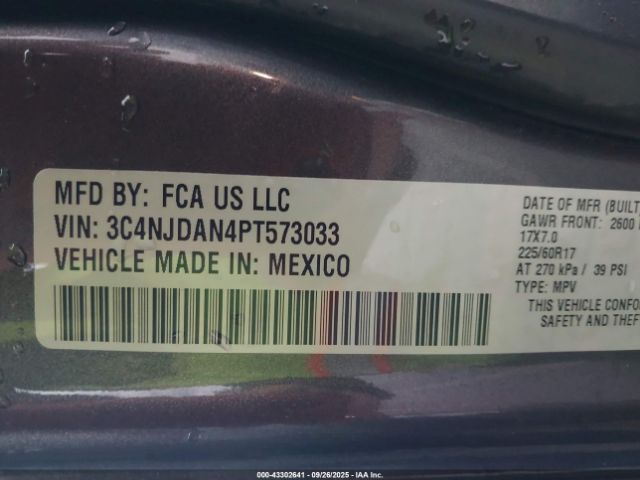 MFD BY: FCA US LLC
VIN: 3C4NJDAN4PT573033
VEHICLE MADE IN: MEXICO
DATE OF MFR (BUILT)
GAWR FRONT: 2600
17X7.0
225/60R17
AT 270 kPa / 39 PSI
TYPE: MPV
THIS VEHICLE CONFOR
SAFETY AND THEF
000-43302641 - 09/26/2025 - IAA Inc.